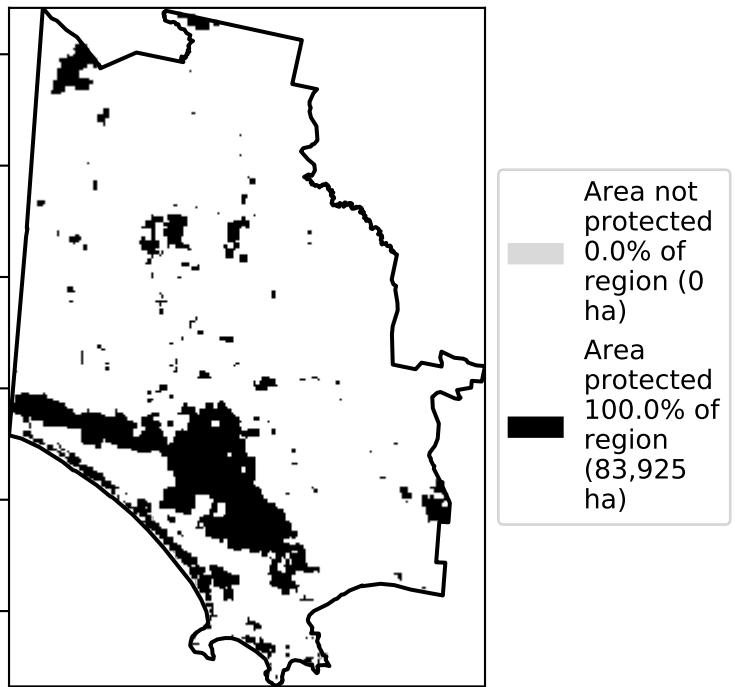 Area not
protected
0.0% of
region (0
ha)
Area
protected
100.0% of
region
(83,925
ha)